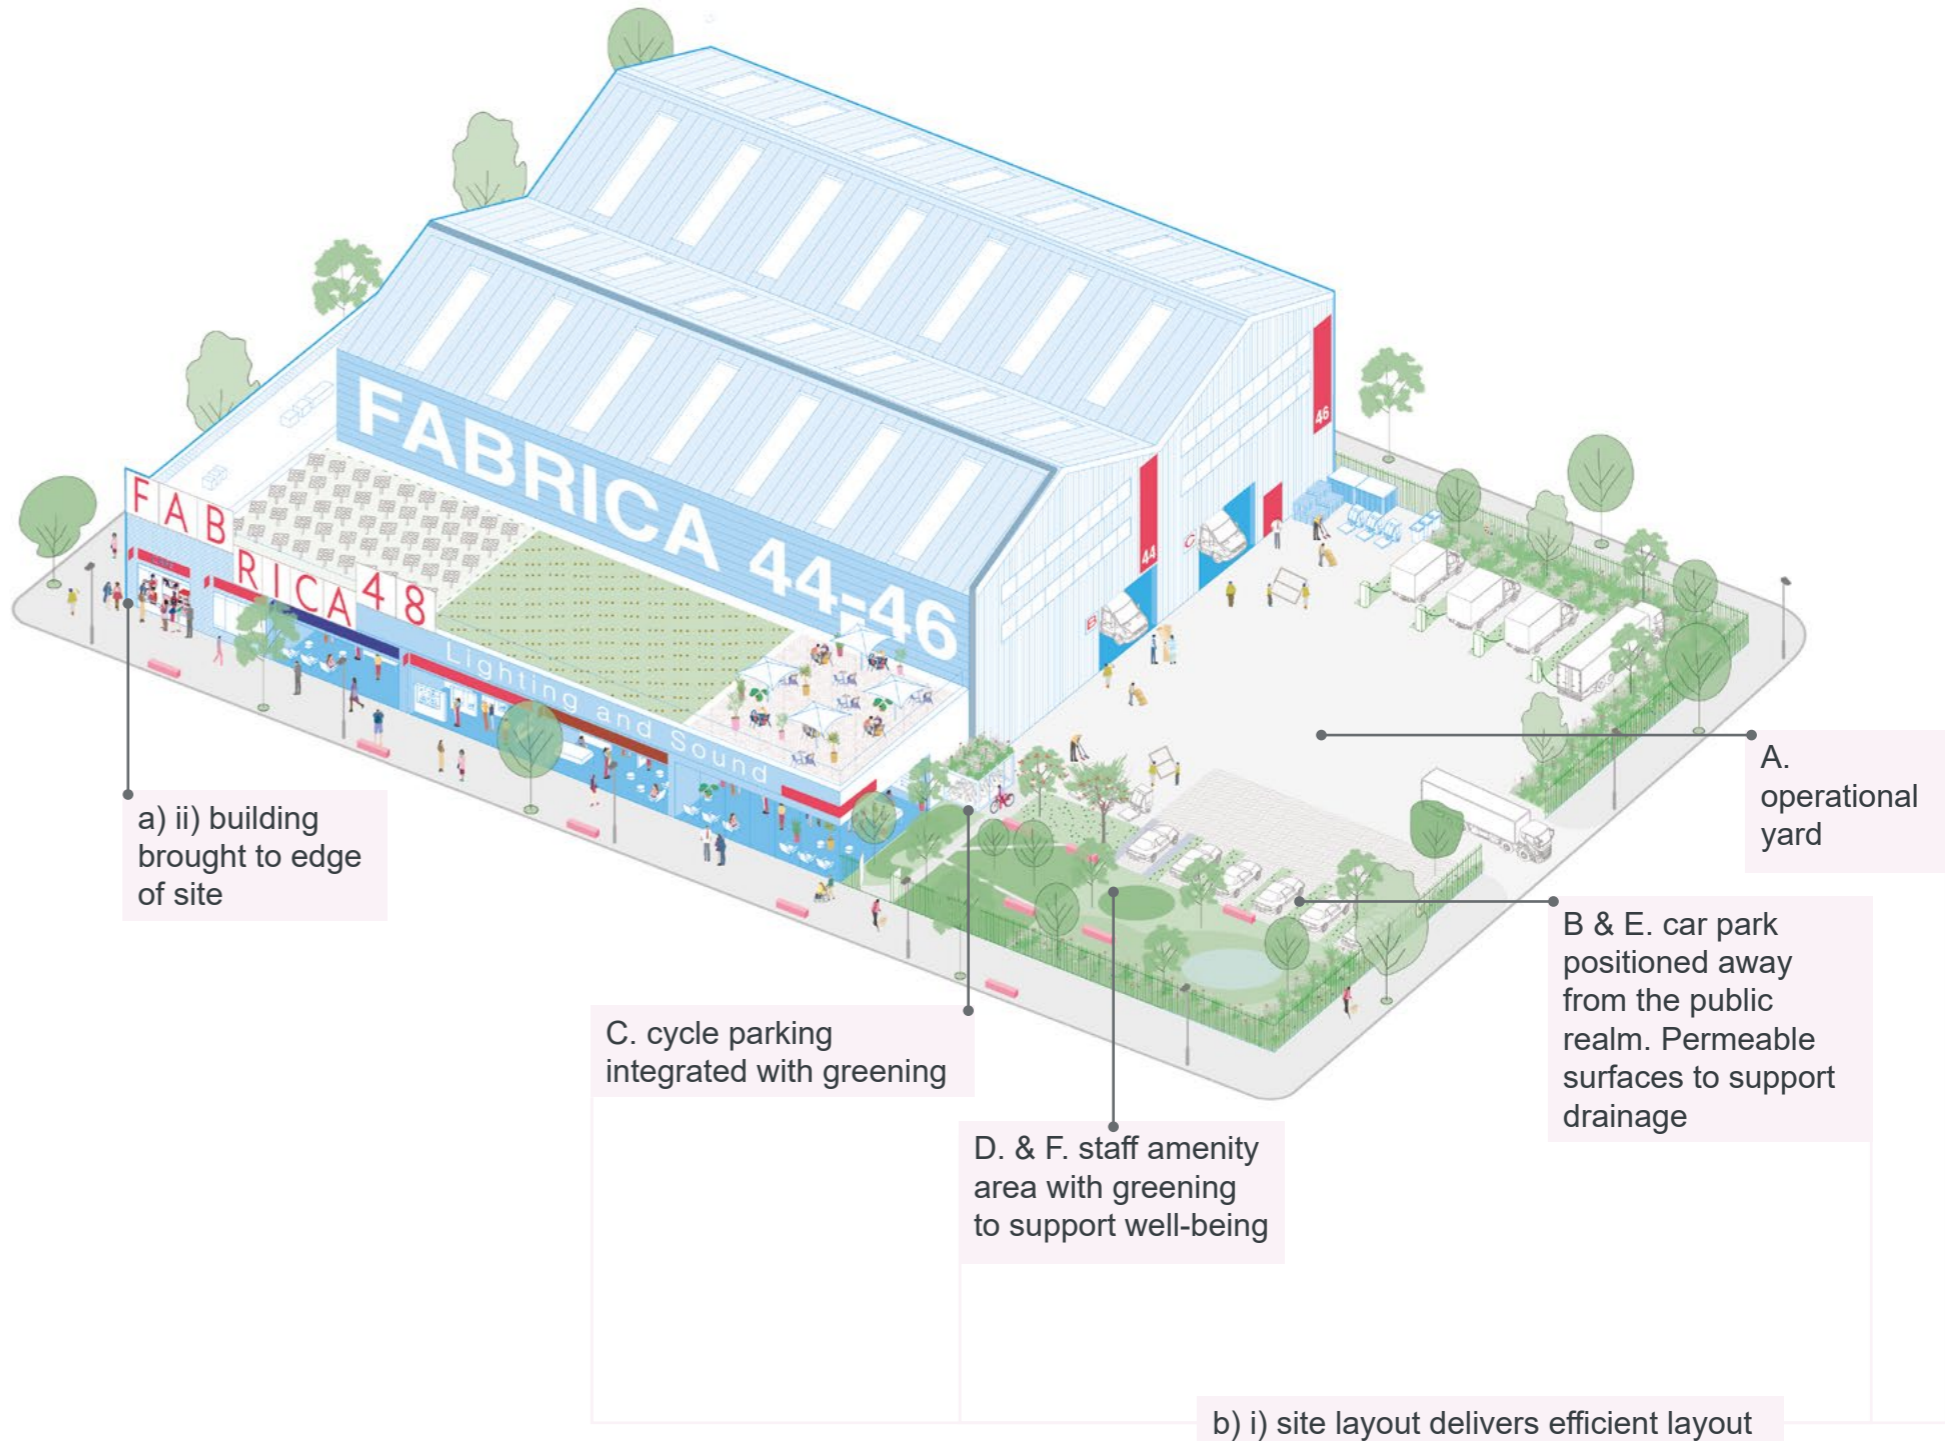 FABRICA 44-46
46
44
C
B
FAB
RICA 48
Lighting and Sound
a) ii) building
brought to edge
of site
A.
operational
yard
B & E. car park
positioned away
from the public
realm. Permeable
surfaces to support
drainage
C. cycle parking
integrated with greening
D. & F. staff amenity
area with greening
to support well-being
b) i) site layout delivers efficient layout